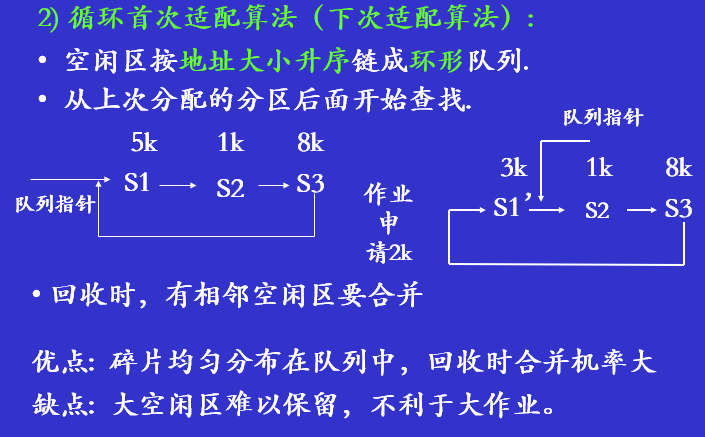 2) 循环首次适配算法（下次适配算法）:
• 空闲区按地址大小升序链成环形队列.
• 从上次分配的分区后面开始查找.
5k 1k 8k
S1 S2 S3
队列指针
作业
申
请2k
队列指针
3k 1k 8k
S1’ S2 S3
• 回收时，有相邻空闲区要合并
优点: 碎片均匀分布在队列中，回收时合并机率大
缺点: 大空闲区难以保留，不利于大作业。